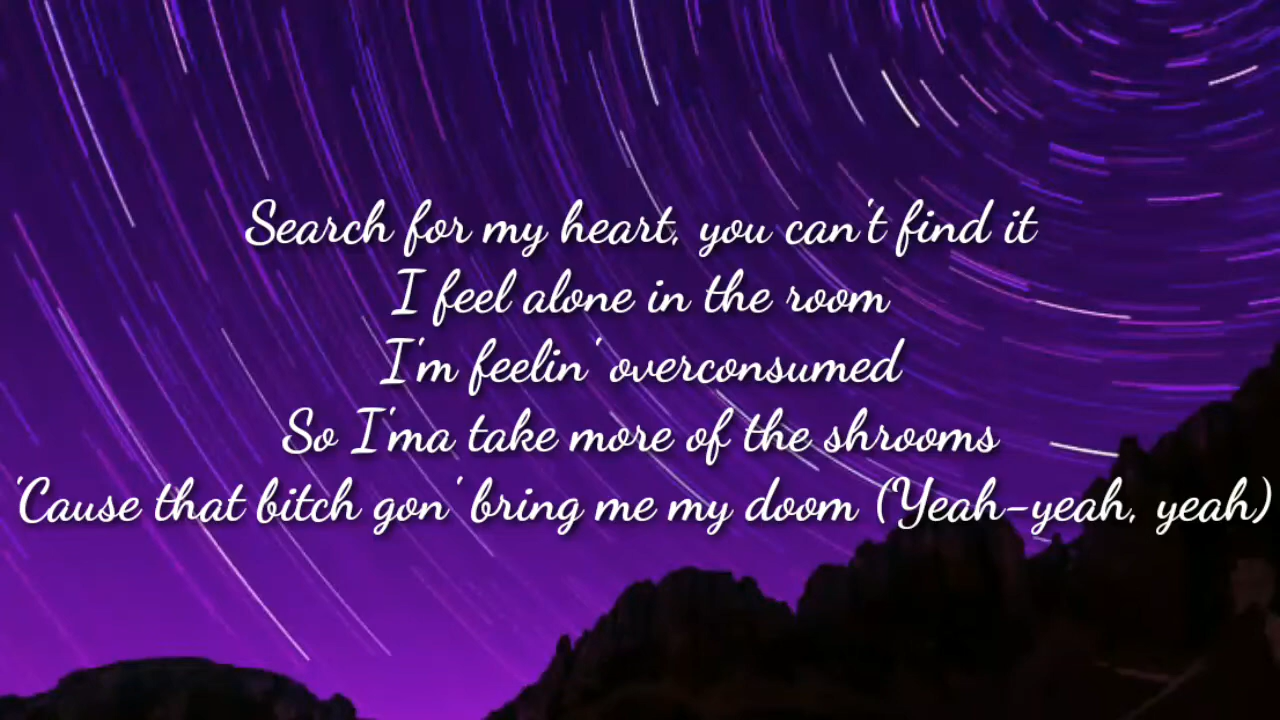 Search for my heart, you can't find it
I feel alone in the room
I'm feelin' overconsumed
So I'ma take more of the shrooms
'Cause that bitch gon' bring me my doom (Yeah-yeah, yeah)